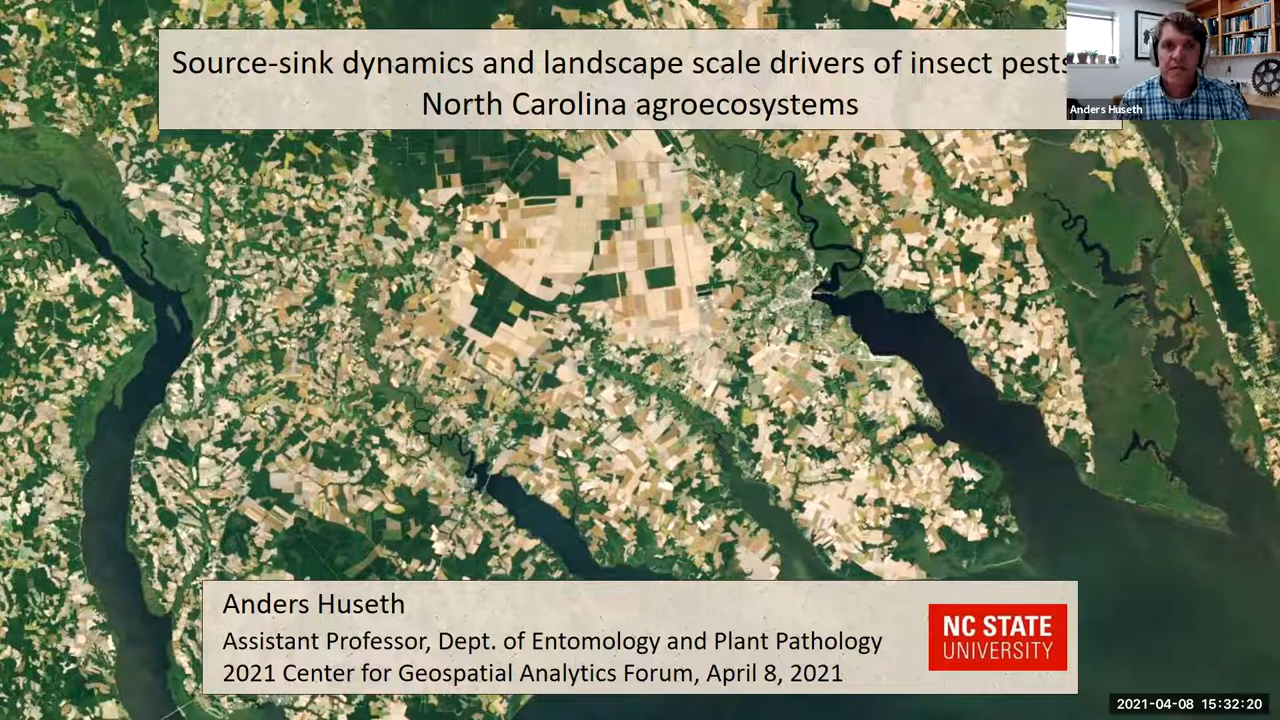 Source-sink dynamics and landscape scale drivers of insect pests
North Carolina agroecosystems
Anders Huseth
Anders Huseth
Assistant Professor, Dept. of Entomology and Plant Pathology
2021 Center for Geospatial Analytics Forum, April 8, 2021
NC STATE
UNIVERSITY
2021-04-08 15:32:20